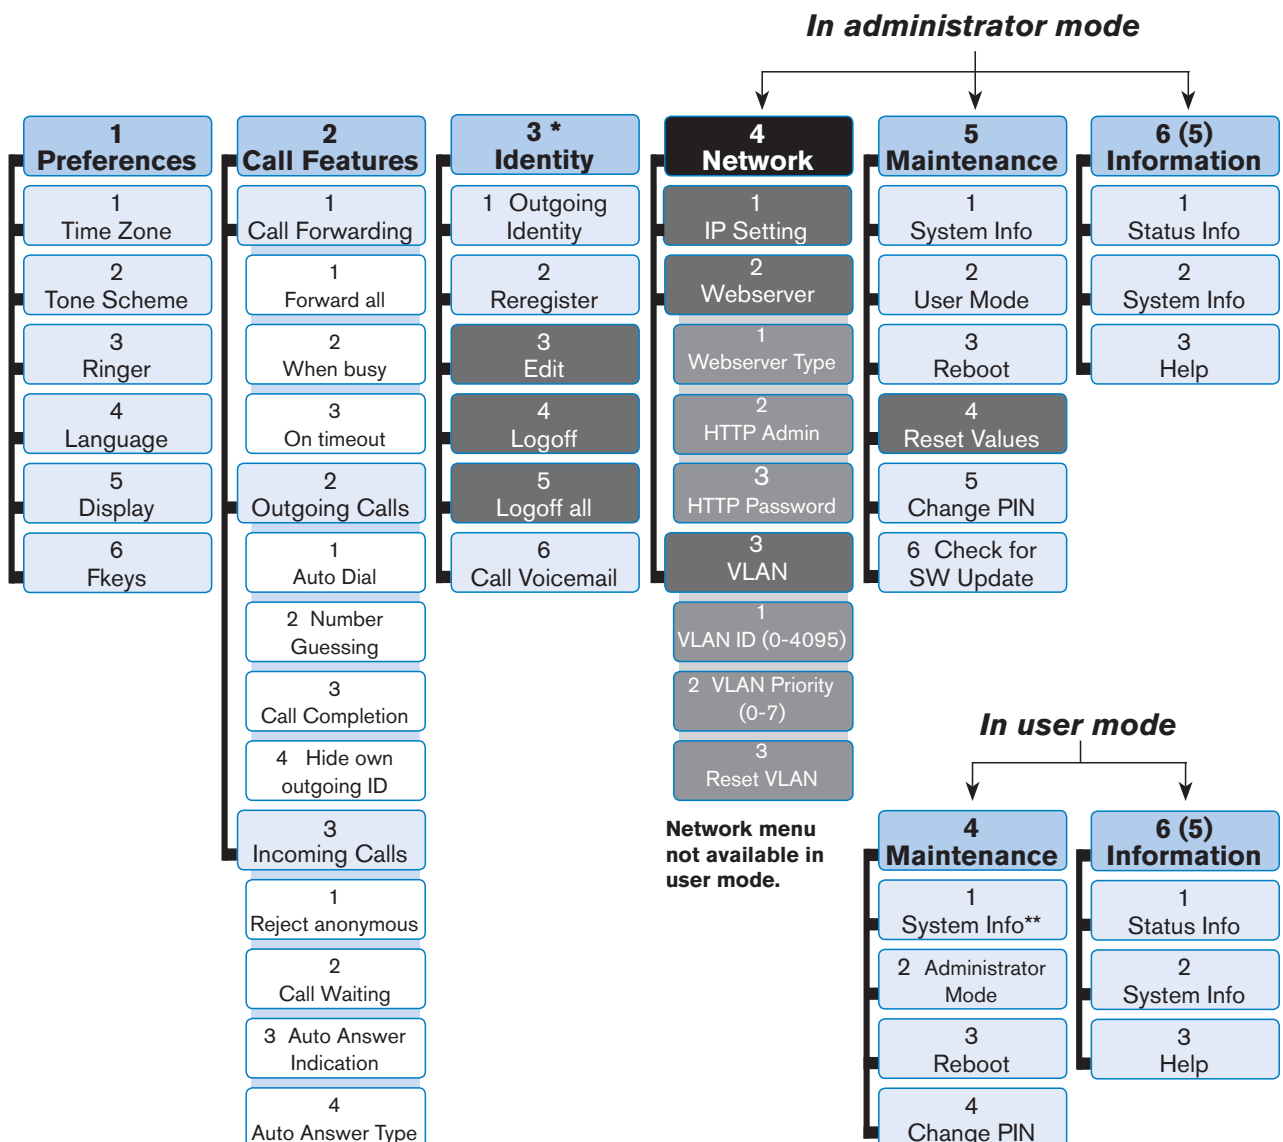 In administrator mode
1
Preferences
1
Time Zone
2
Tone Scheme
3
Ringer
4
Language
5
Display
6
Fkeys
2
Call Features
1
Call Forwarding
1
Forward all
2
When busy
3
On timeout
2
Outgoing Calls
1
Auto Dial
2 Number
Guessing
3
Call Completion
4 Hide own
outgoing ID
3
Incoming Calls
1
Reject anonymous
2
Call Waiting
3 Auto Answer
Indication
4
Auto Answer Type
3 *
Identity
1 Outgoing
Identity
2
Reregister
3
Edit
4
Logoff
5
Logoff all
6
Call Voicemail
4
Network
1
IP Setting
2
Webserver
1
Webserver Type
2
HTTP Admin
3
HTTP Password
3
VLAN
1
VLAN ID (0-4095)
2 VLAN Priority
(0-7)
3
Reset VLAN
Network menu
not available in
user mode.
5
Maintenance
1
System Info
2
User Mode
3
Reboot
4
Reset Values
5
Change PIN
6 Check for
SW Update
6 (5)
Information
1
Status Info
2
System Info
3
Help
In user mode
4
Maintenance
1
System Info**
2 Administrator
Mode
3
Reboot
4
Change PIN
6 (5)
Information
1
Status Info
2
System Info
3
Help